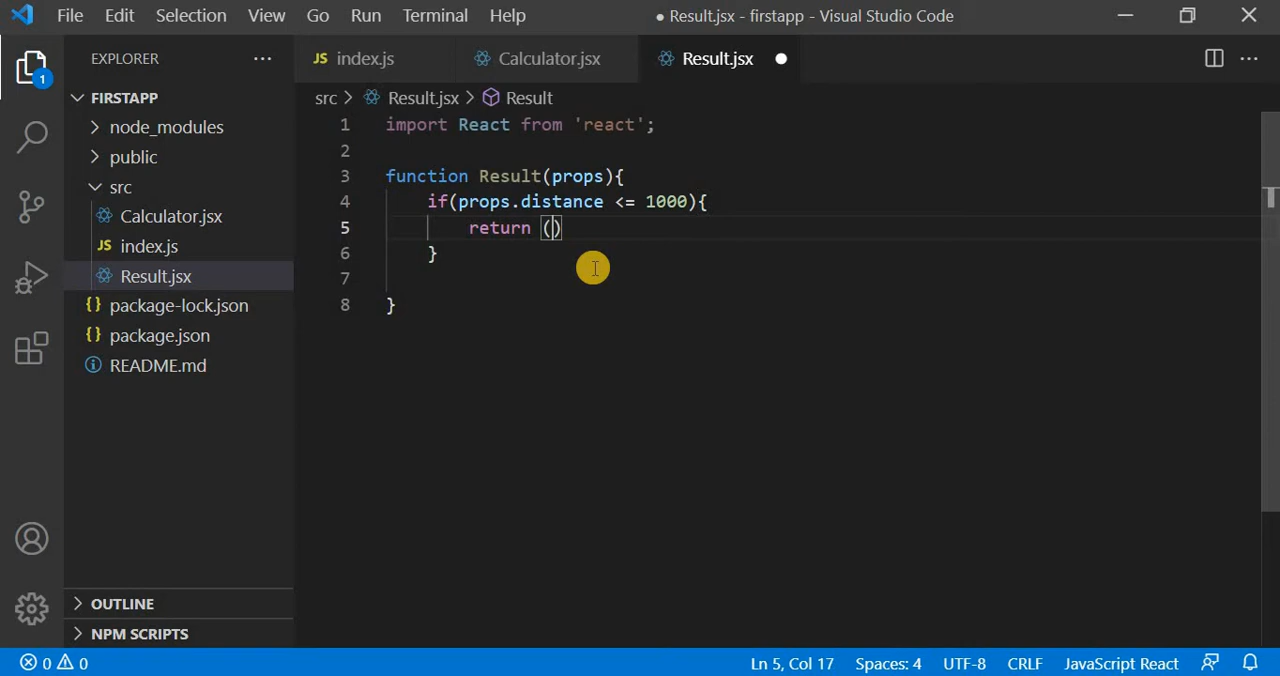 File Edit Selection View Go Run Terminal Help ● Result.jsx - firstapp - Visual Studio Code
EXPLORER ...
JS index.js Calculator.jsx Result.jsx ● ...
1
FIRSTAPP
src > Result.jsx > Result
node_modules
public
src
Calculator.jsx
JS index.js
Result.jsx
{} package-lock.json
{} package.json
README.md
1 import React from 'react';
2
3 function Result(props){
4 if(props.distance <= 1000){
5 return ()
6 }
7
8 }
OUTLINE
NPM SCRIPTS
0 0 Ln 5, Col 17 Spaces: 4 UTF-8 CRLF JavaScript React